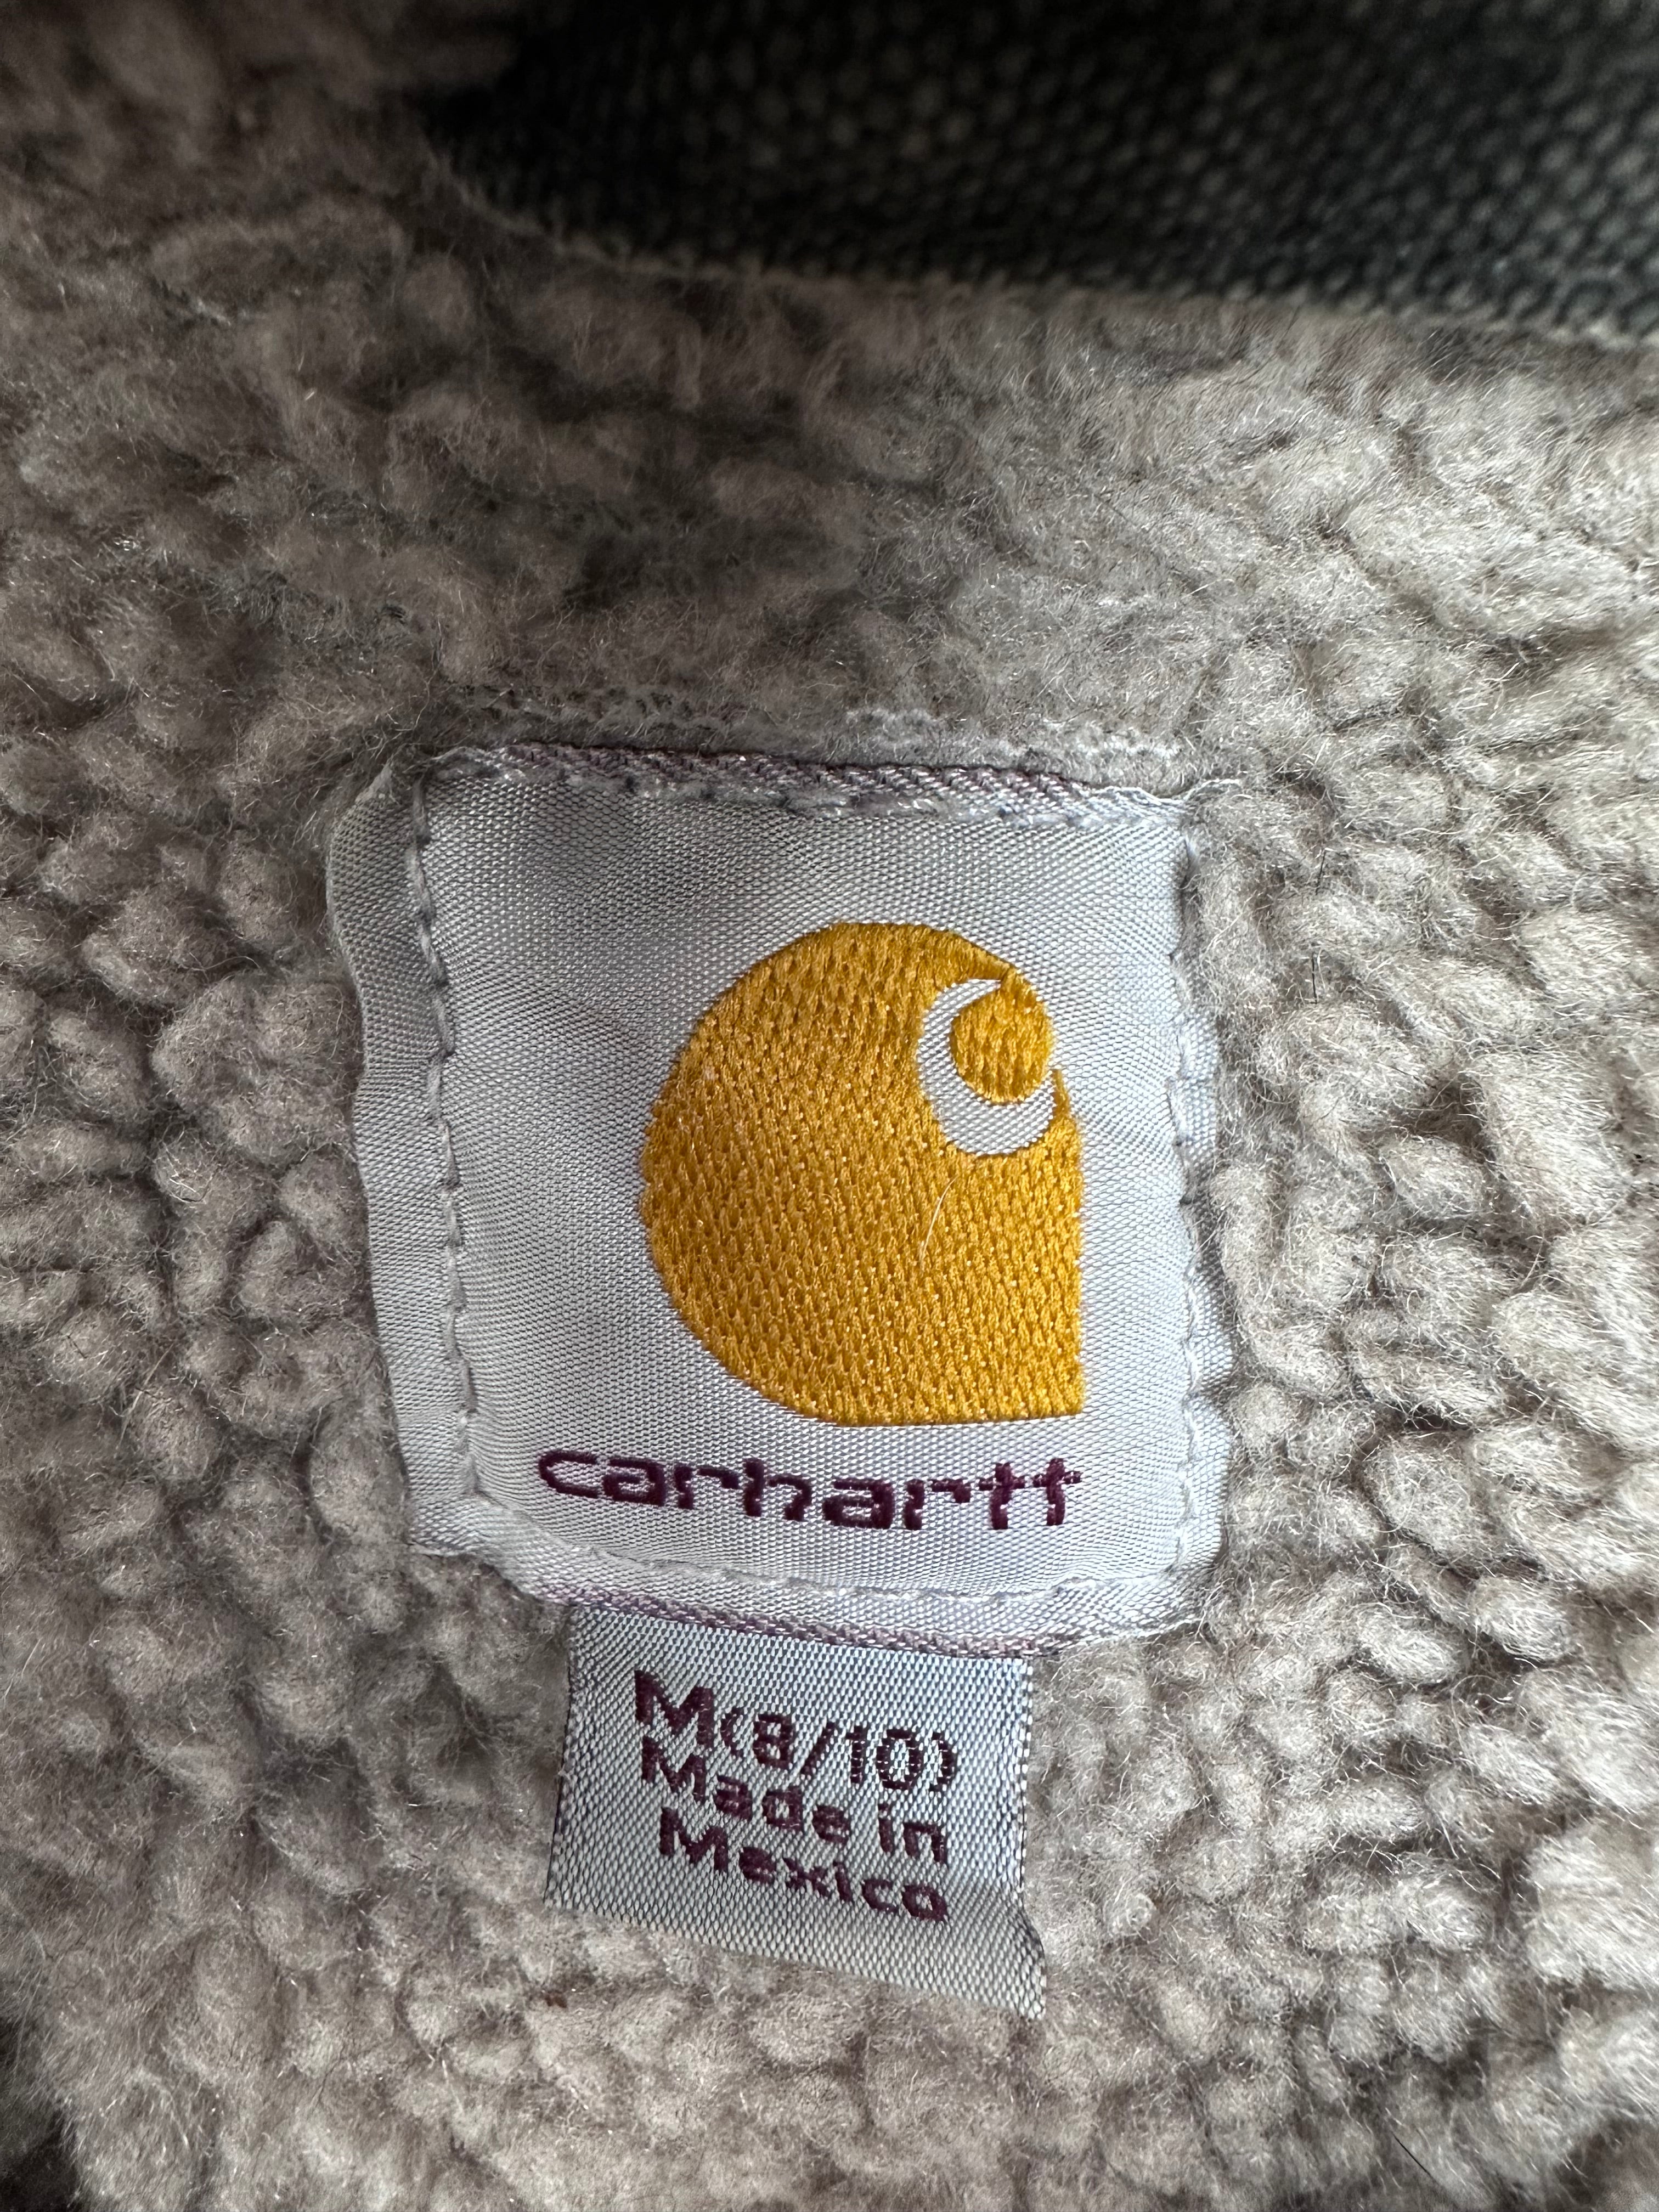 carhartt
M(8/10)
Made in
Mexico